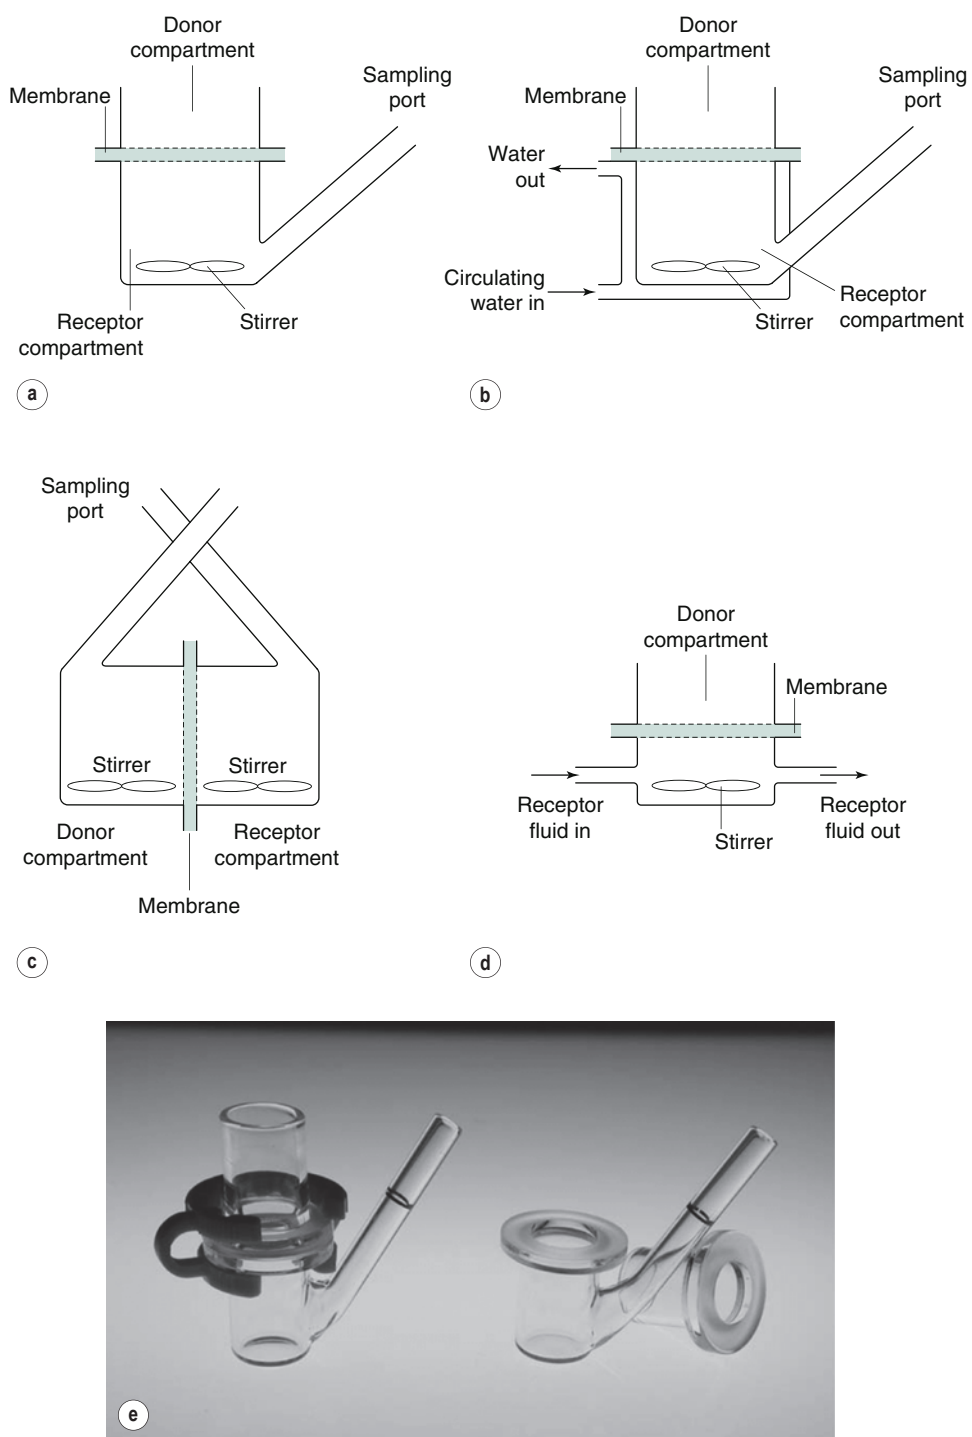 Donor
compartment
Sampling
port
Membrane
Receptor
compartment
Stirrer
a
Donor
compartment
Sampling
port
Membrane
Water
out
Circulating
water in
Stirrer
Receptor
compartment
b
Sampling
port
Stirrer
Stirrer
Donor
compartment
Receptor
compartment
Membrane
c
Donor
compartment
Membrane
Receptor
fluid in
Receptor
fluid out
Stirrer
d
e